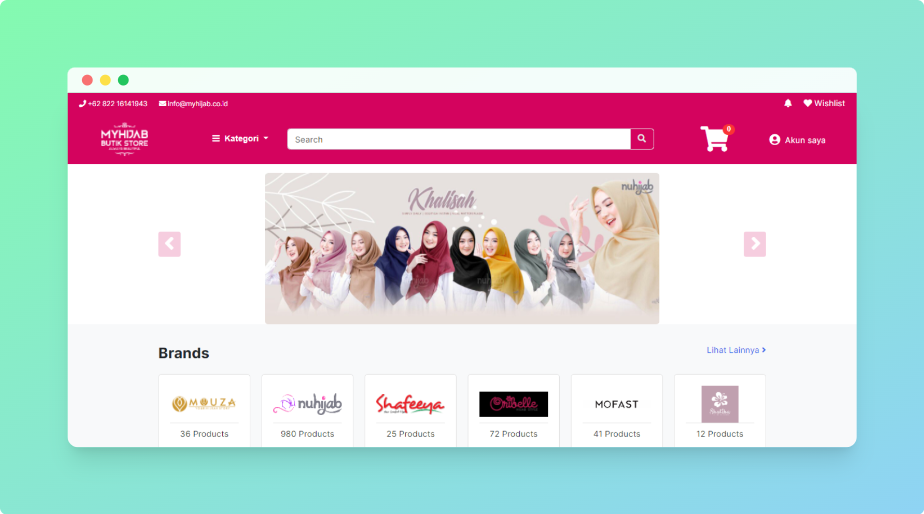 +62 822 16141943
info@myhijab.co.id
Wishlist
MYHIJAB
BUTIK STORE
Kategori
Search
0
Akun saya
Khalisah
nuhijab
Brands
Lihat Lainnya
MOUZA
nuhijab
Shafeeya
Oribelle
MOFAST
36 Products
980 Products
25 Products
72 Products
41 Products
12 Products